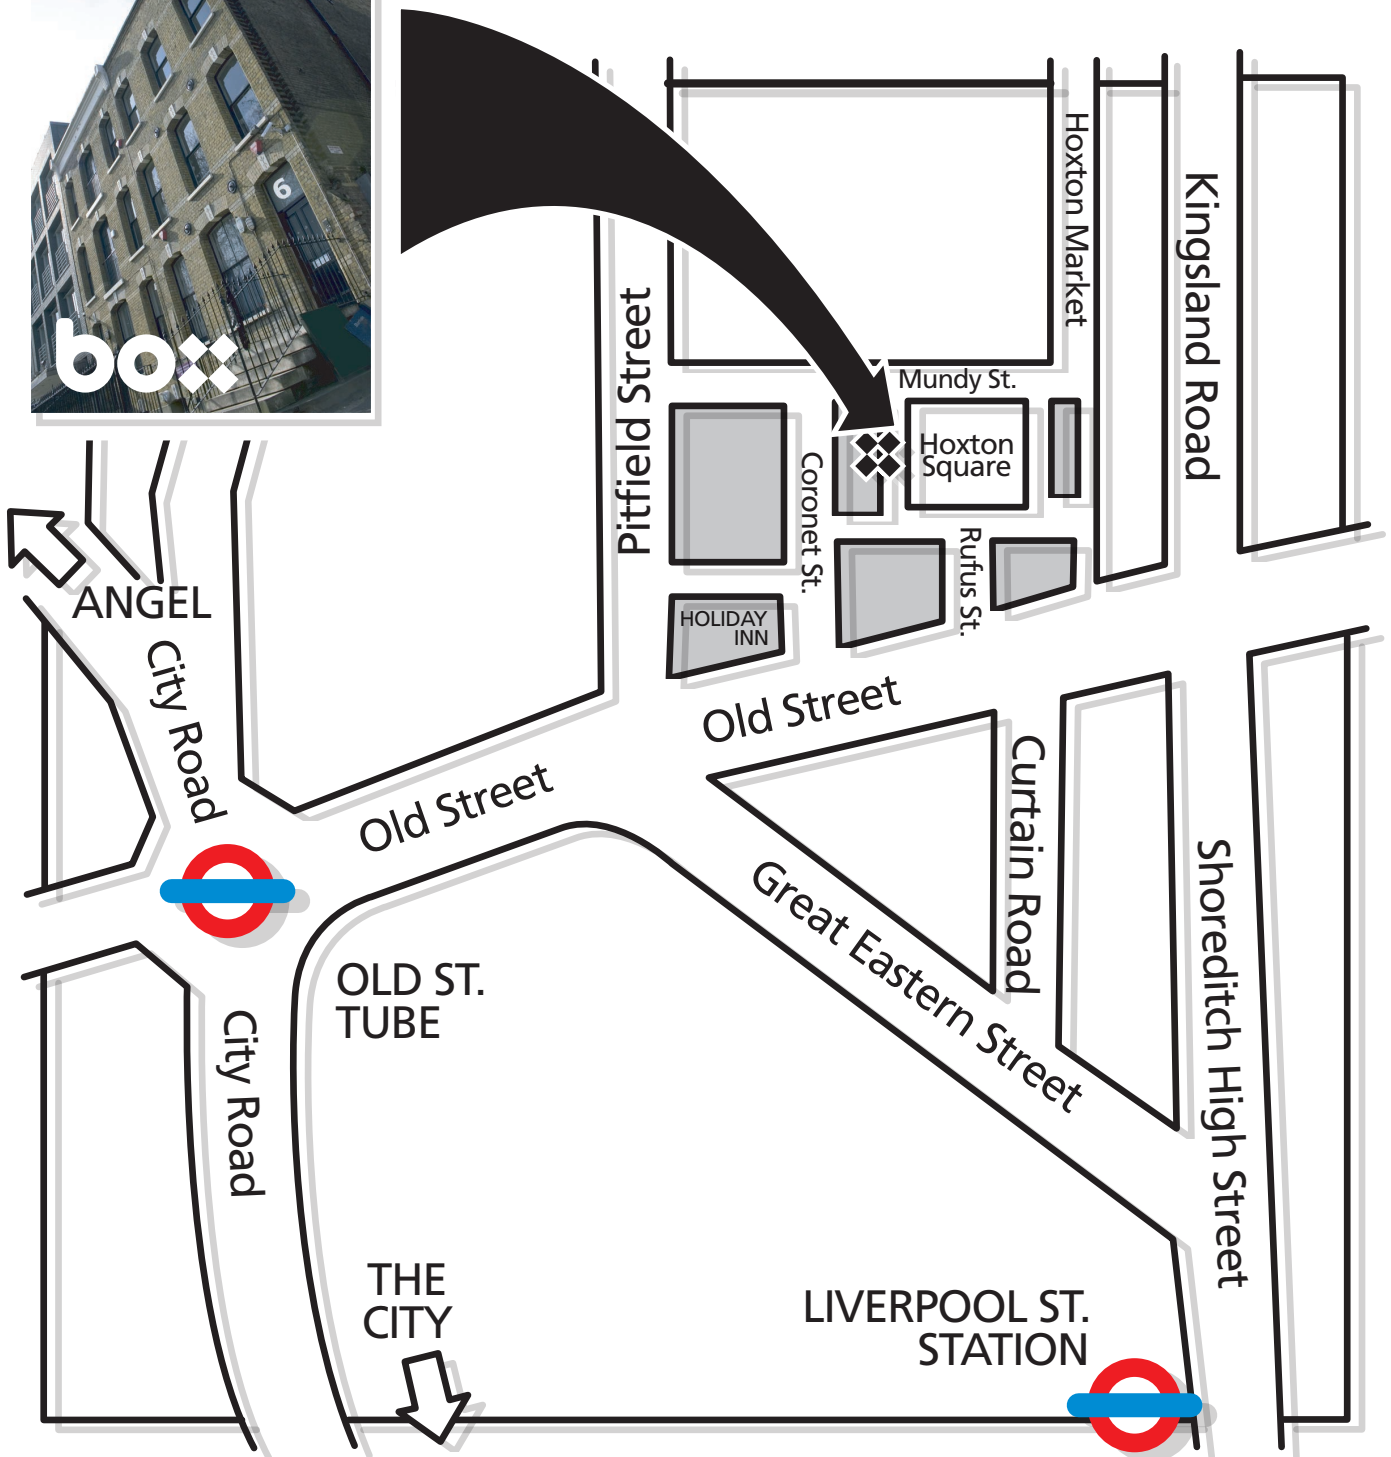 6
box
Hoxton Market
Kingsland Road
Pitfield Street
Mundy St.
Hoxton
Square
Coronet St.
Rufus St.
HOLIDAY
INN
ANGEL
City Road
Old Street
Old Street
Curtain Road
Great Eastern Street
Shoreditch High Street
OLD ST.
TUBE
City Road
THE
CITY
LIVERPOOL ST.
STATION